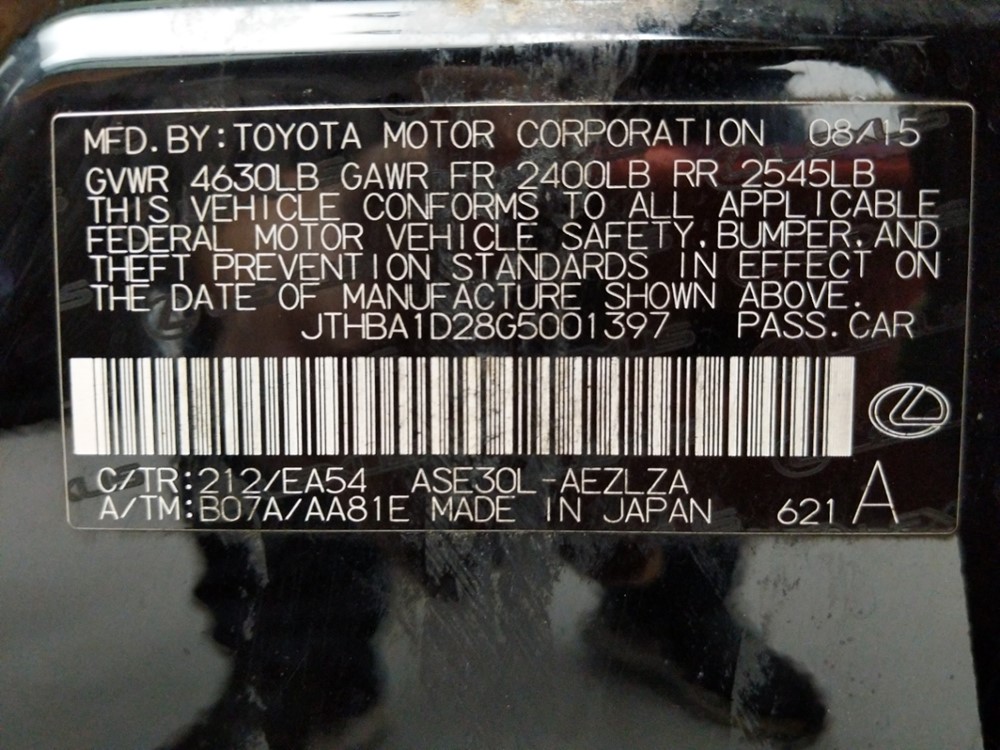 MFD.BY:TOYOTA MOTOR CORPORATION 08/15
GVWR 4630LB GAWR FR 2400LB RR 2545LB
THIS VEHICLE CONFORMS TO ALL APPLICABLE
FEDERAL MOTOR VEHICLE SAFETY,BUMPER,AND
THEFT PREVENTION STANDARDS IN EFFECT ON
THE DATE OF MANUFACTURE SHOWN ABOVE.
JTHBA1D28G5001397 PASS.CAR
C/TR:212/EA54 ASE30L-AEZLZA
A/TM:B07A/AA81E MADE IN JAPAN 621 A